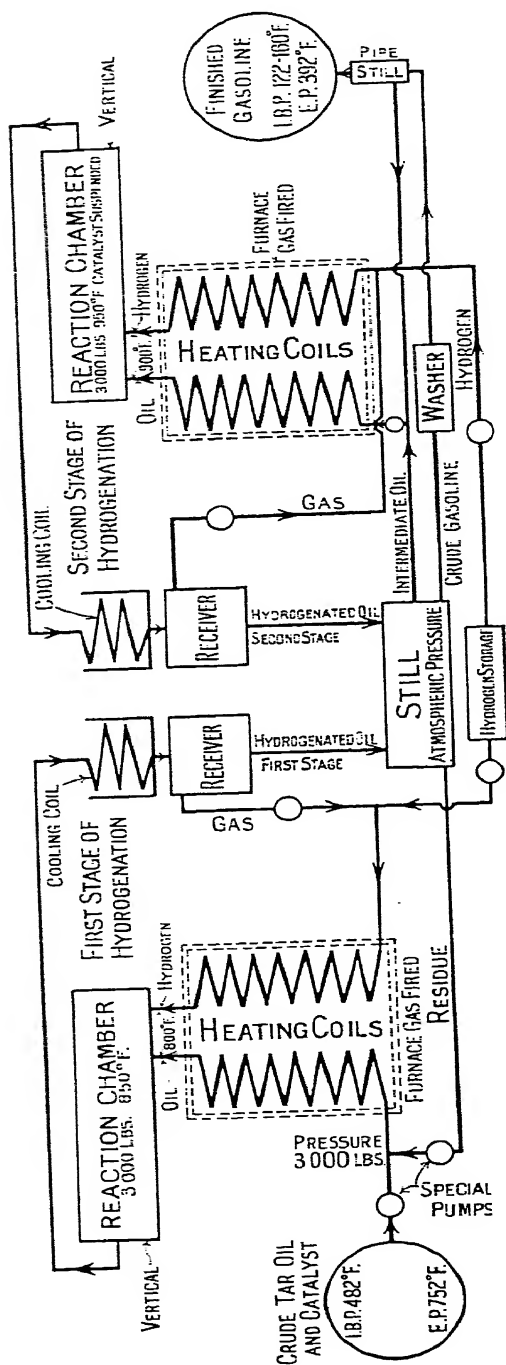 CRUDE TAR OIL
AND CATALYST
I.B.P. 482°F.
E.P. 752°F.
SPECIAL
PUMPS
PRESSURE
3000 LBS.
FIRST STAGE OF
HYDROGENATION
VERTICAL
REACTION CHAMBER
3000 LBS. 850°F.
OIL
800°F.
HYDROGEN
HEATING COILS
FURNACE GAS FIRED
RESIDUE
COOLING COIL
RECEIVER
GAS
HYDROGENATED OIL
FIRST STAGE
STILL
ATMOSPHERIC PRESSURE
HYDROGEN STORAGE
SECOND STAGE OF
HYDROGENATION
COOLING COIL
RECEIVER
GAS
HYDROGENATED OIL
SECOND STAGE
VERTICAL
REACTION CHAMBER
3000 LBS 950°F CATALYST SUSPENDED
OIL
900°F.
HYDROGEN
HEATING COILS
FURNACE
GAS FIRED
INTERMEDIATE OIL
CRUDE GASOLINE
WASHER
HYDROGEN
PIPE
STILL
FINISHED
GASOLINE
I.B.P. 122-160°F.
E.P. 392°F.